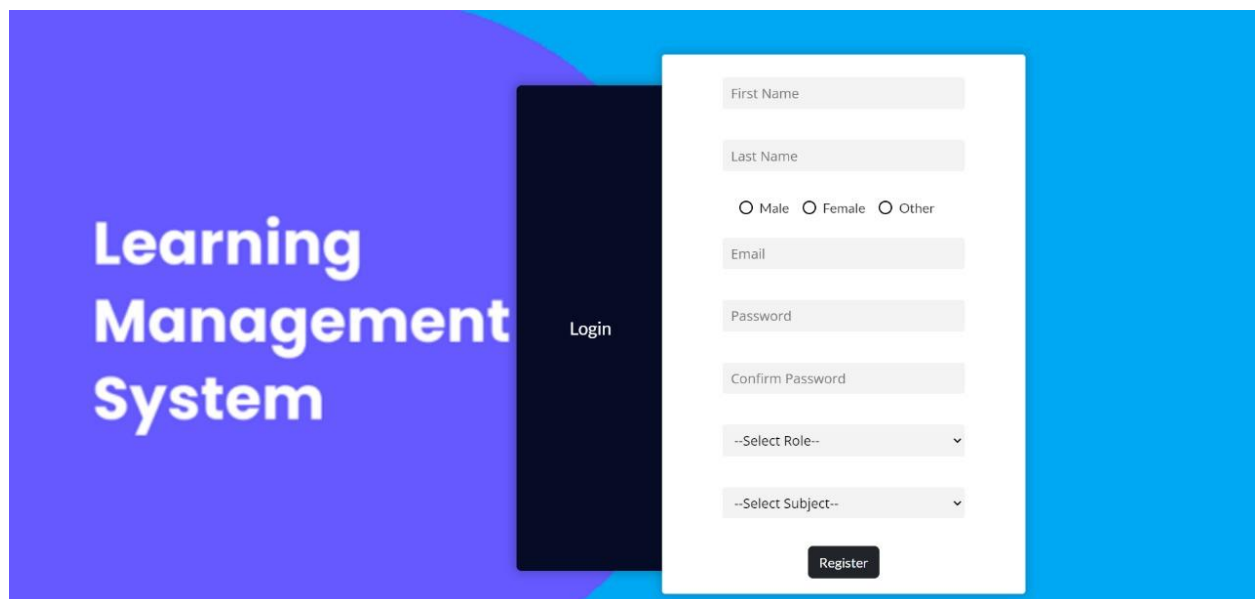 Learning
Management
System
Login
First Name
Last Name
Male Female Other
Email
Password
Confirm Password
--Select Role--
--Select Subject--
Register